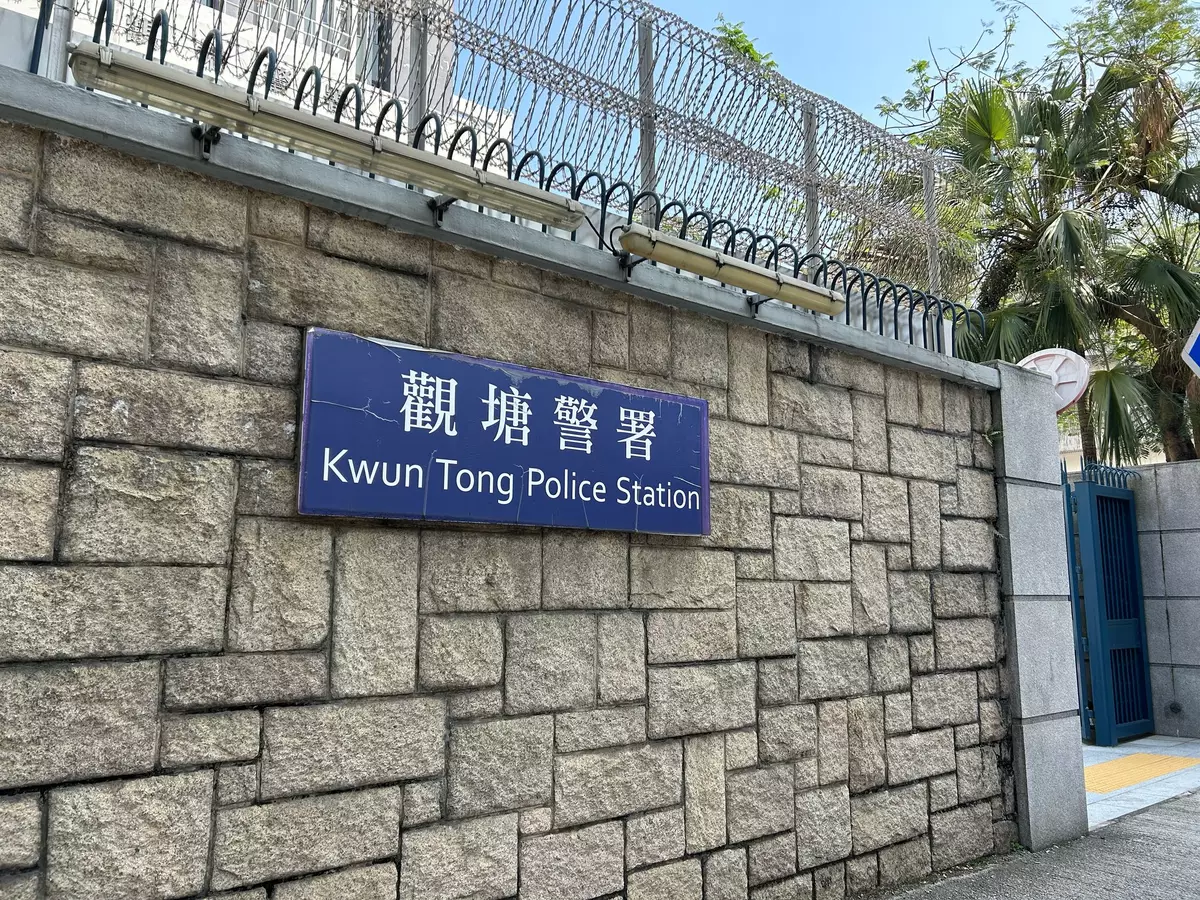 觀塘警署
Kwun Tong Police Station